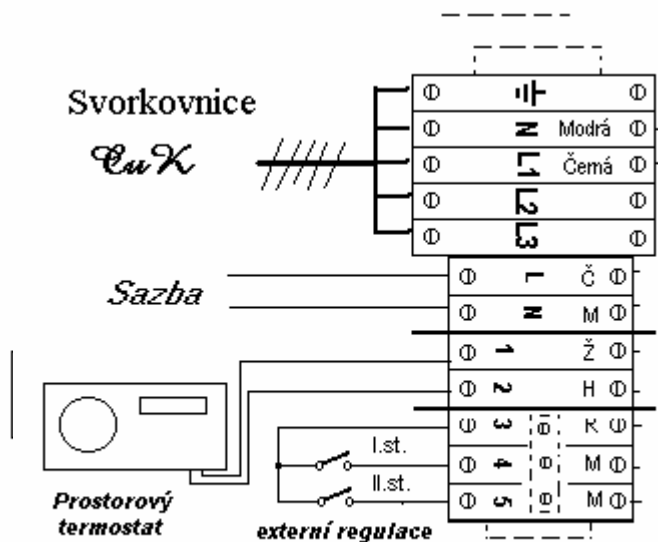 Svorkovnice
CuK
N Modrá
L1 Černá
L2
L3
Sazba
L Č
N M
1 Ž
2 H
3 R
I.st.
4 M
II.st.
5 M
Prostorový
termostat
externí regulace